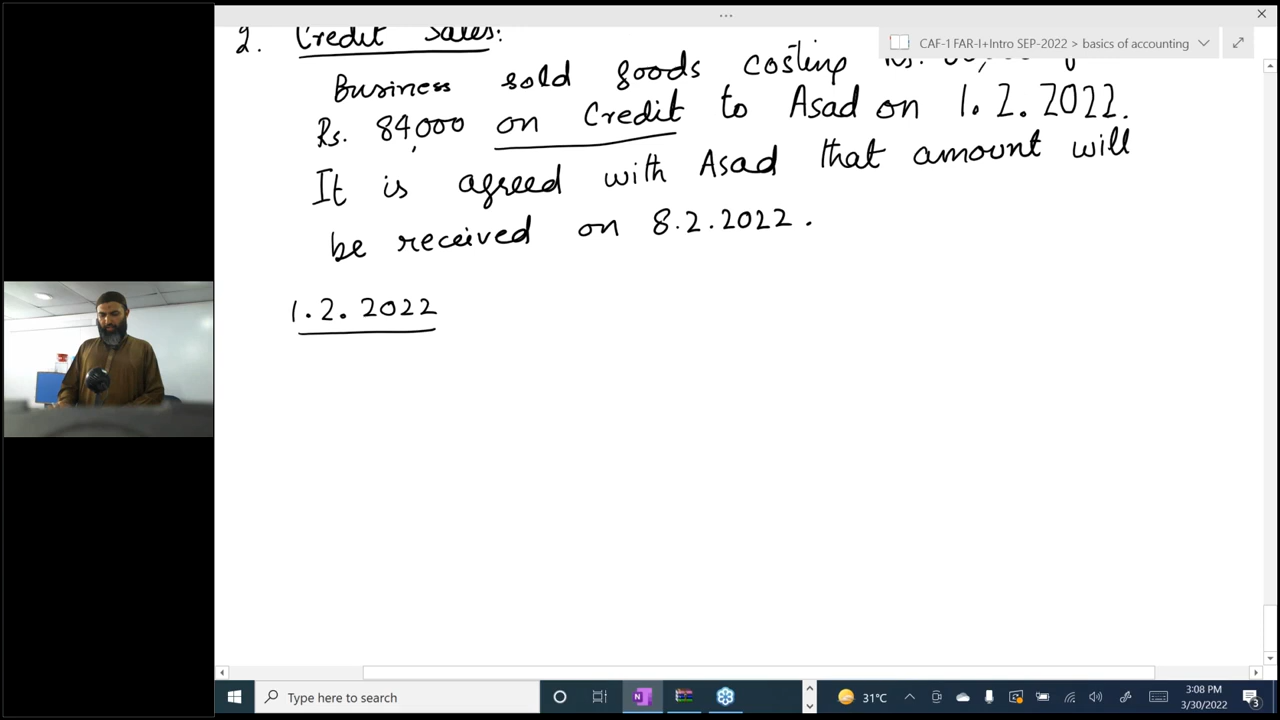 CAF-1 FAR-I+Intro SEP-2022 > basics of accounting
2. Credit Sales:
Business sold goods costing Rs.
Rs. 84,000 on Credit to Asad on 1.2.2022.
It is agreed with Asad that amount will
be received on 8.2.2022.
1.2.2022
Type here to search
31°C
3:08 PM
3/30/2022
3